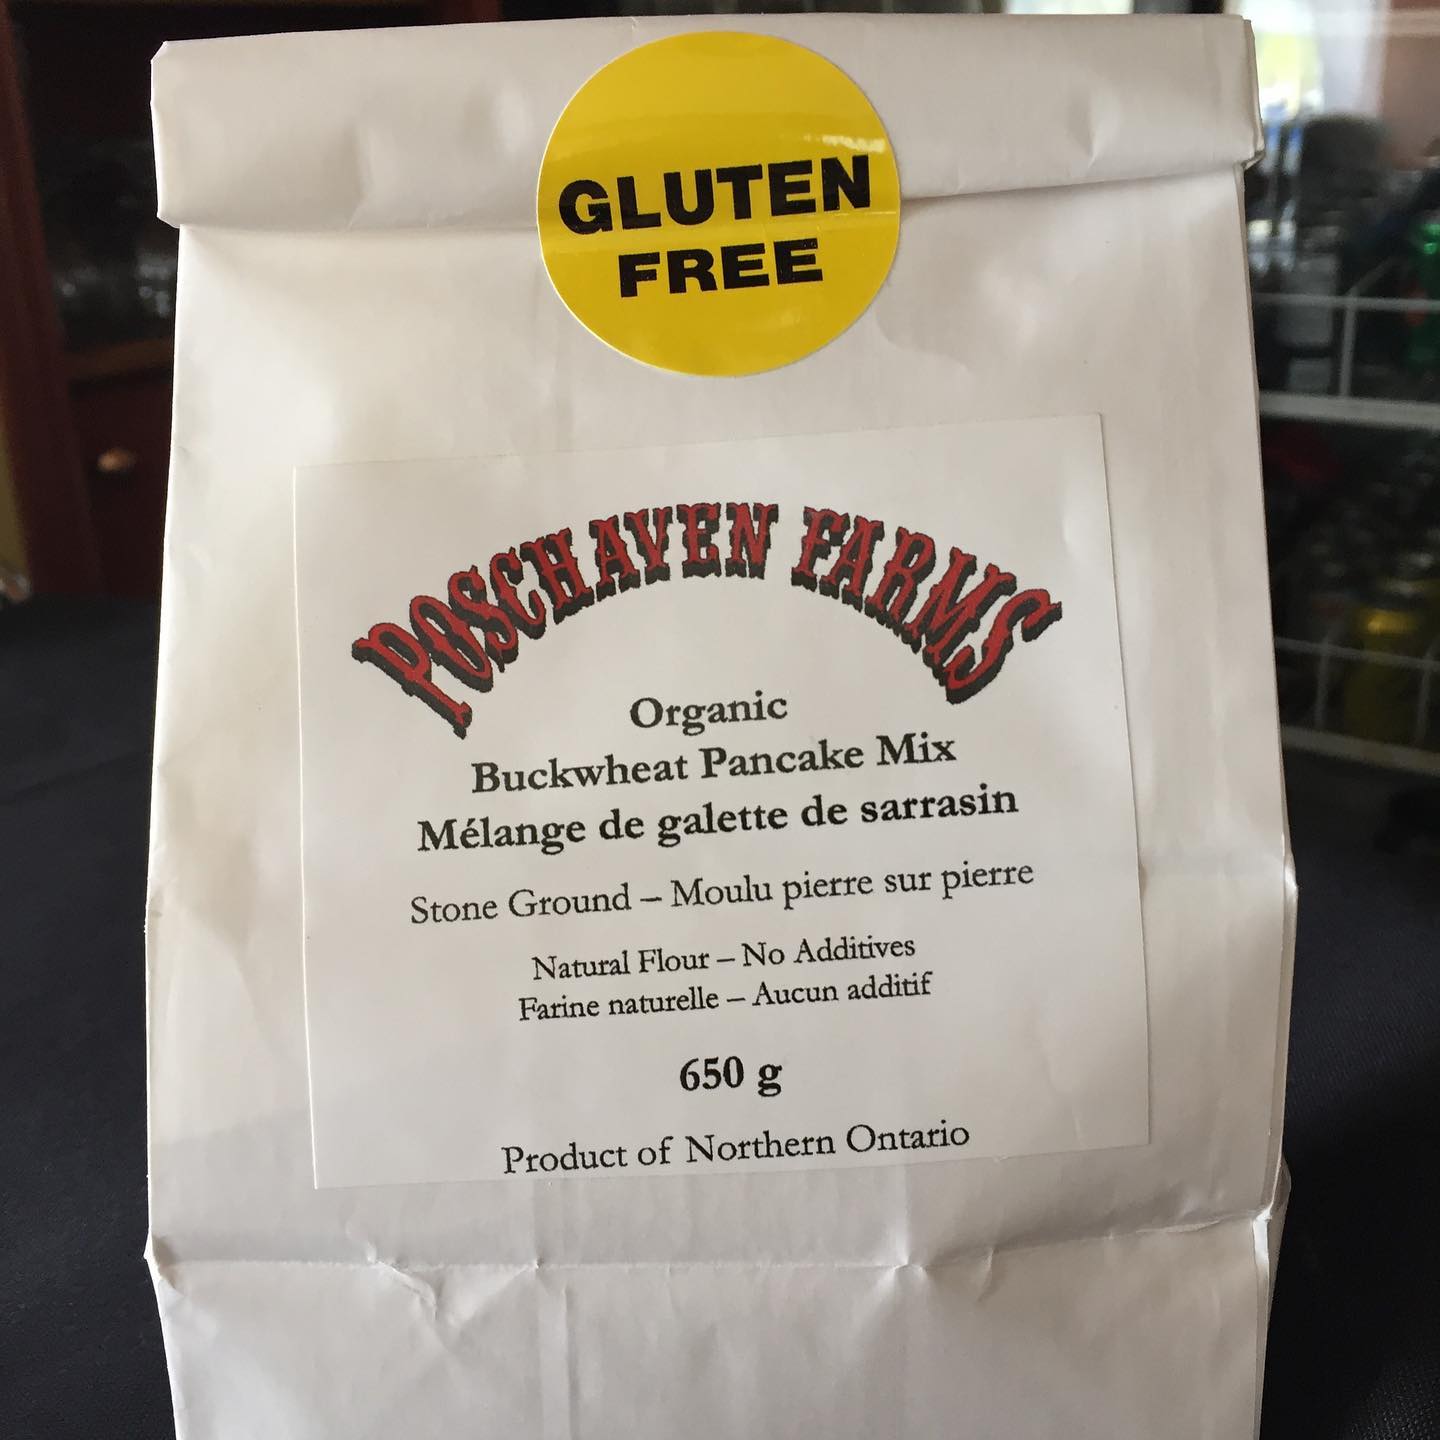 GLUTEN
FREE
POSCHAVEN FARMS
Organic
Buckwheat Pancake Mix
Mélange de galette de sarrasin
Stone Ground – Moulu pierre sur pierre
Natural Flour – No Additives
Farine naturelle – Aucun additif
650 g
Product of Northern Ontario